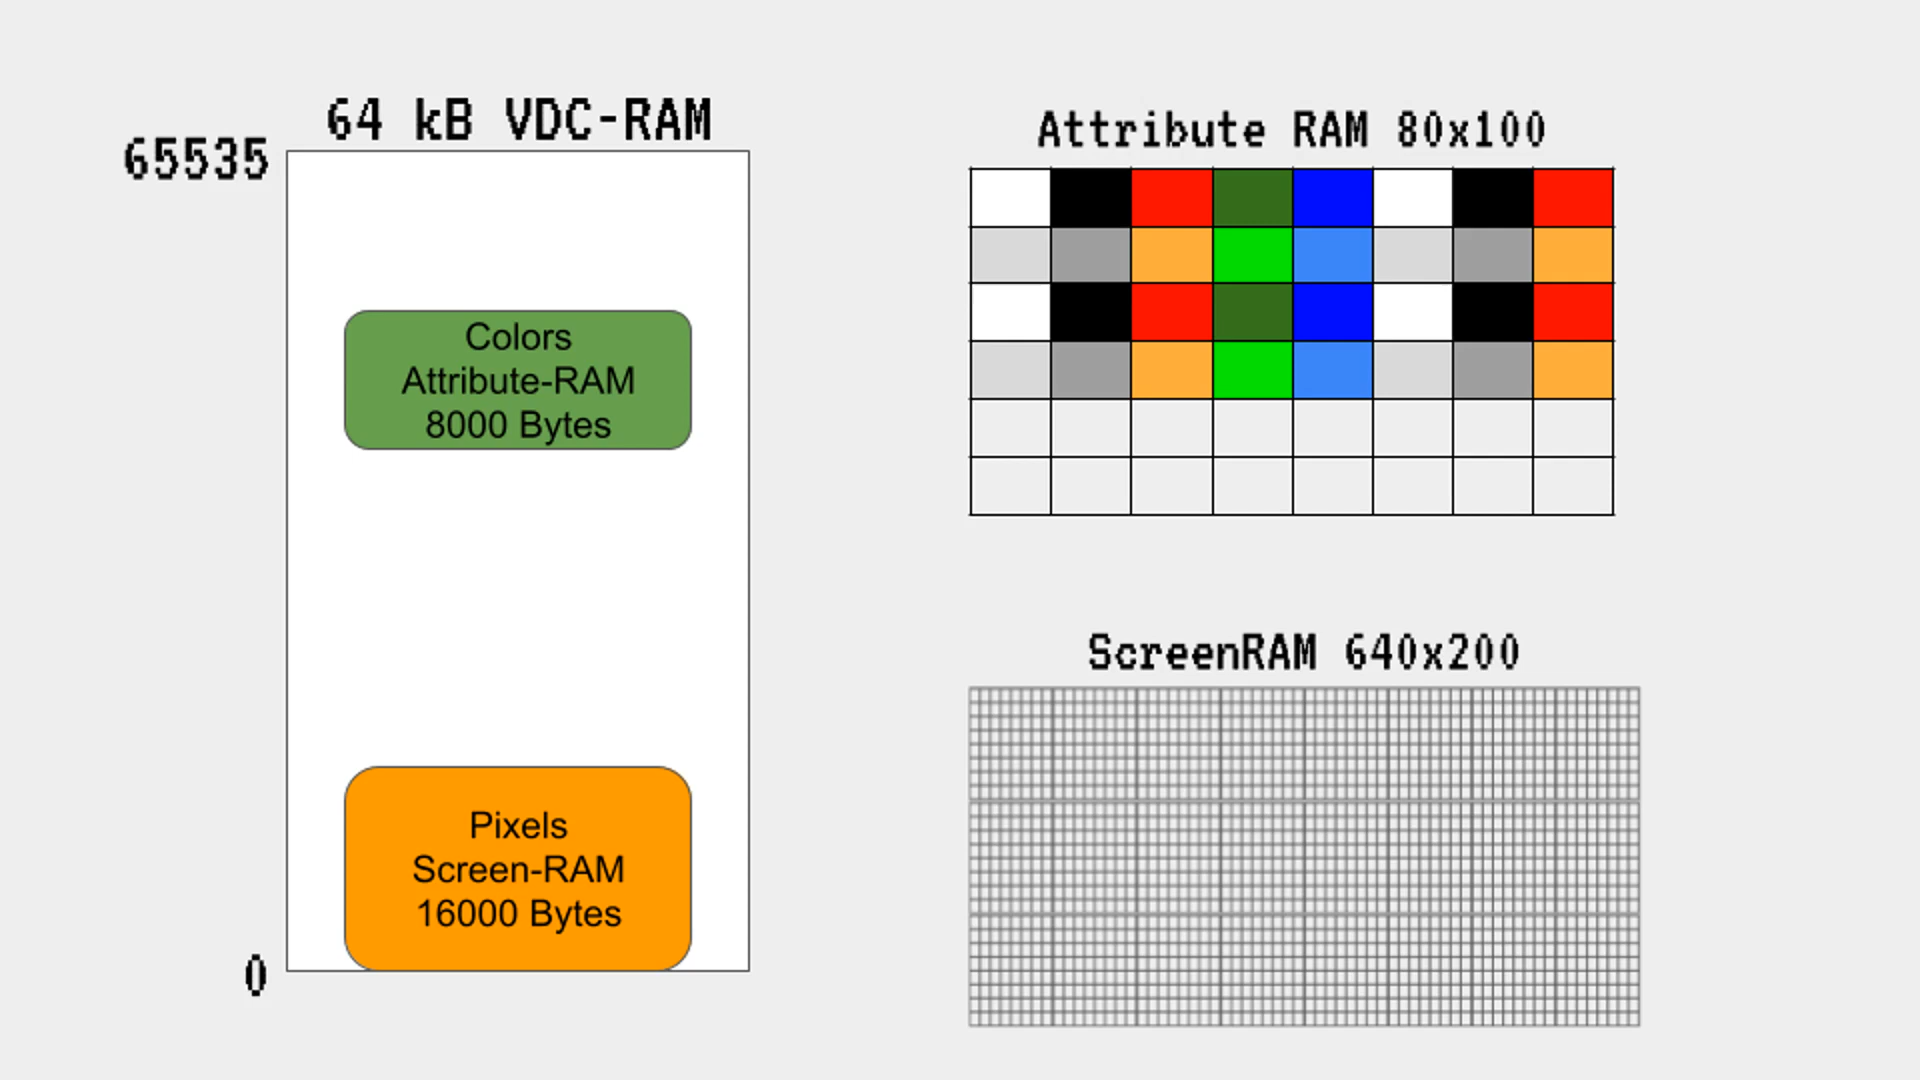 64 kB VDC-RAM
65535
Colors
Attribute-RAM
8000 Bytes
Pixels
Screen-RAM
16000 Bytes
0
Attribute RAM 80x100
ScreenRAM 640x200